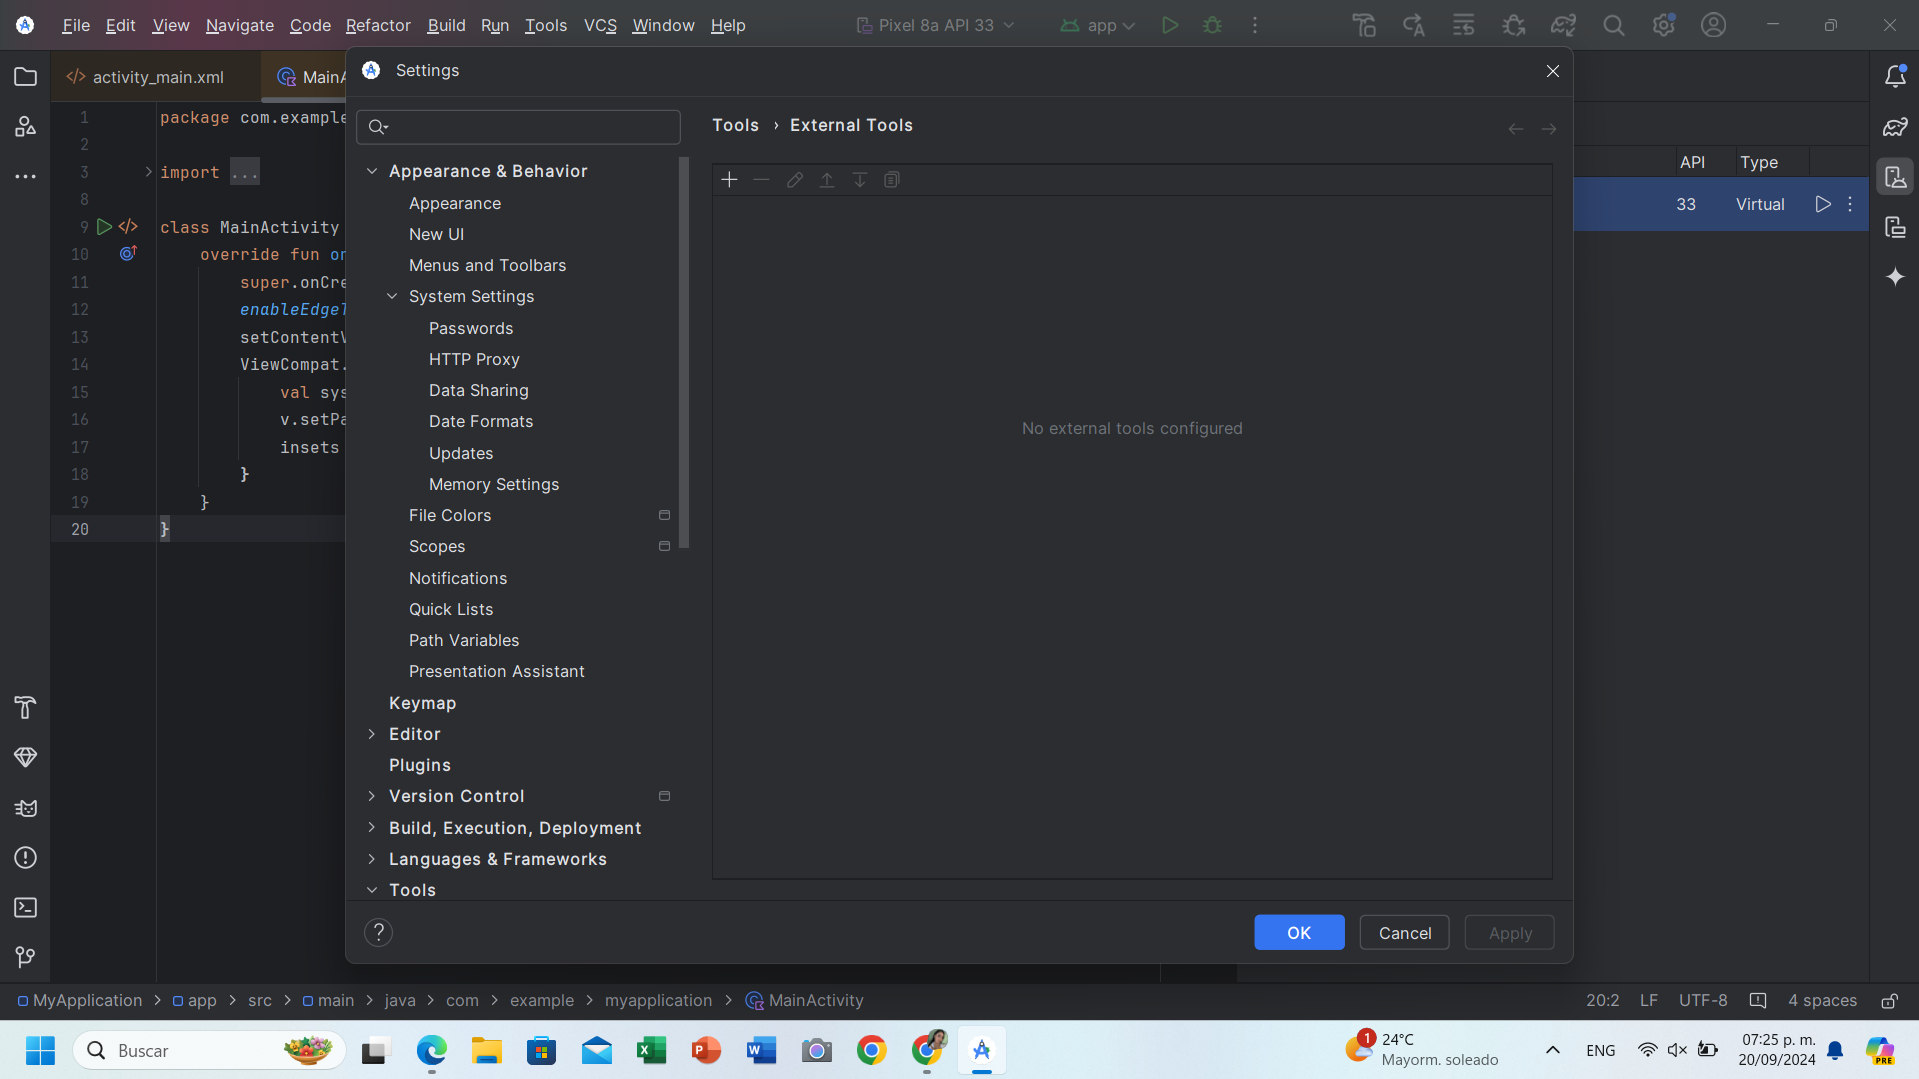 File Edit View Navigate Code Refactor Build Run Tools VCS Window Help
Pixel 8a API 33
app
activity_main.xml
MainA
Settings
1 package com.example
2
3 import ...
8
9 class MainActivity
10 override fun on
11 super.onCre
12 enableEdgeT
13 setContentV
14 ViewCompat.
15 val sys
16 v.setPa
17 insets
18 }
19 }
20 }
Appearance & Behavior
Appearance
New UI
Menus and Toolbars
System Settings
Passwords
HTTP Proxy
Data Sharing
Date Formats
Updates
Memory Settings
File Colors
Scopes
Notifications
Quick Lists
Path Variables
Presentation Assistant
Keymap
Editor
Plugins
Version Control
Build, Execution, Deployment
Languages & Frameworks
Tools
Tools › External Tools
No external tools configured
? OK Cancel Apply
API Type
33 Virtual
MyApplication > app > src > main > java > com > example > myapplication > MainActivity
20:2 LF UTF-8 4 spaces
Buscar
1
24°C
Mayorm. soleado
ENG
07:25 p. m.
20/09/2024
PRE